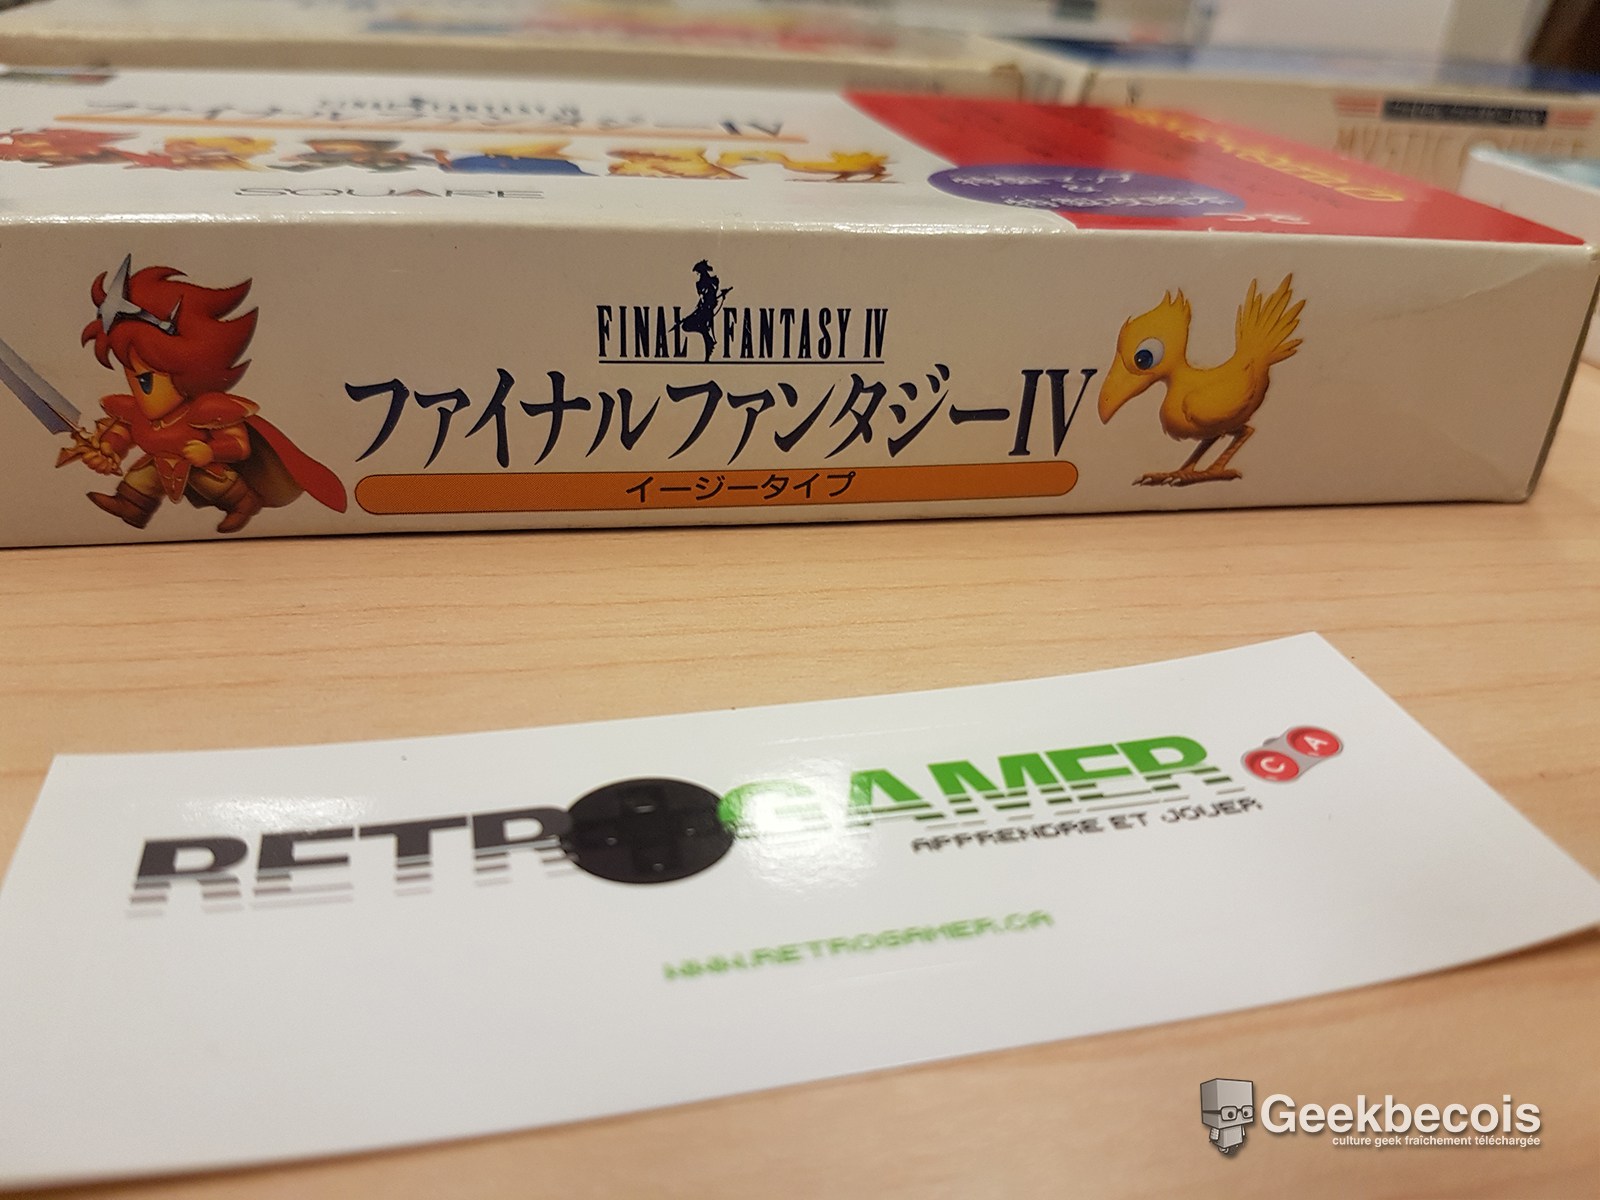 SQUARE
FINAL FANTASY IV
ファイナルファンタジーIV
イージータイプ
RETROGAMER
CA
APPRENDRE ET JOUER
WWW.RETROGAMER.CA
Geekbecois
culture geek fraîchement téléchargée